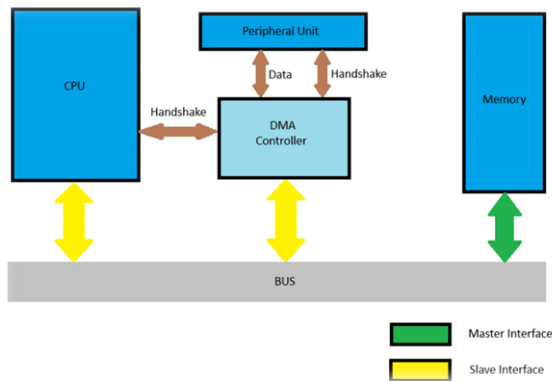 Peripheral Unit
CPU
Data
Handshake
Handshake
DMA
Controller
Memory
BUS
Master Interface
Slave Interface